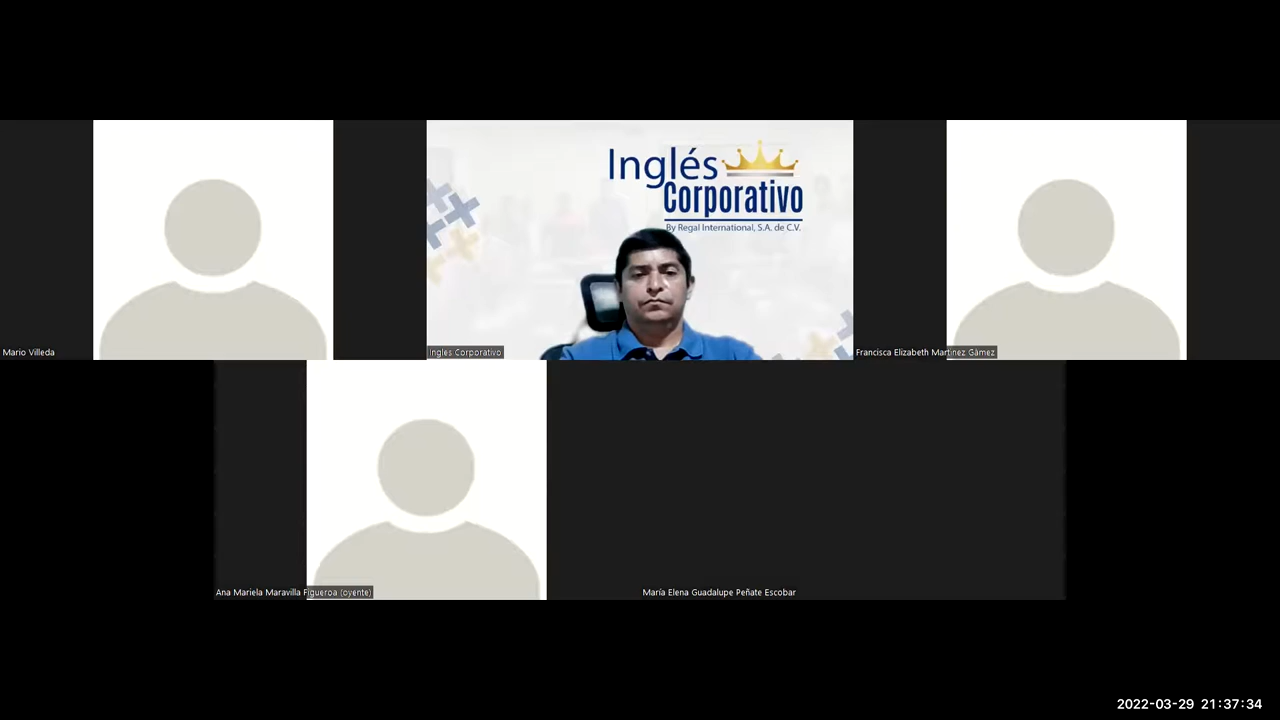 Inglés
Corporativo
By Regal International, S.A. de C.V.
Mario Villeda
Ingles Corporativo
Francisca Elizabeth Martinez Gámez
Ana Mariela Maravilla Figueroa (oyente)
María Elena Guadalupe Peñate Escobar
2022-03-29 21:37:34